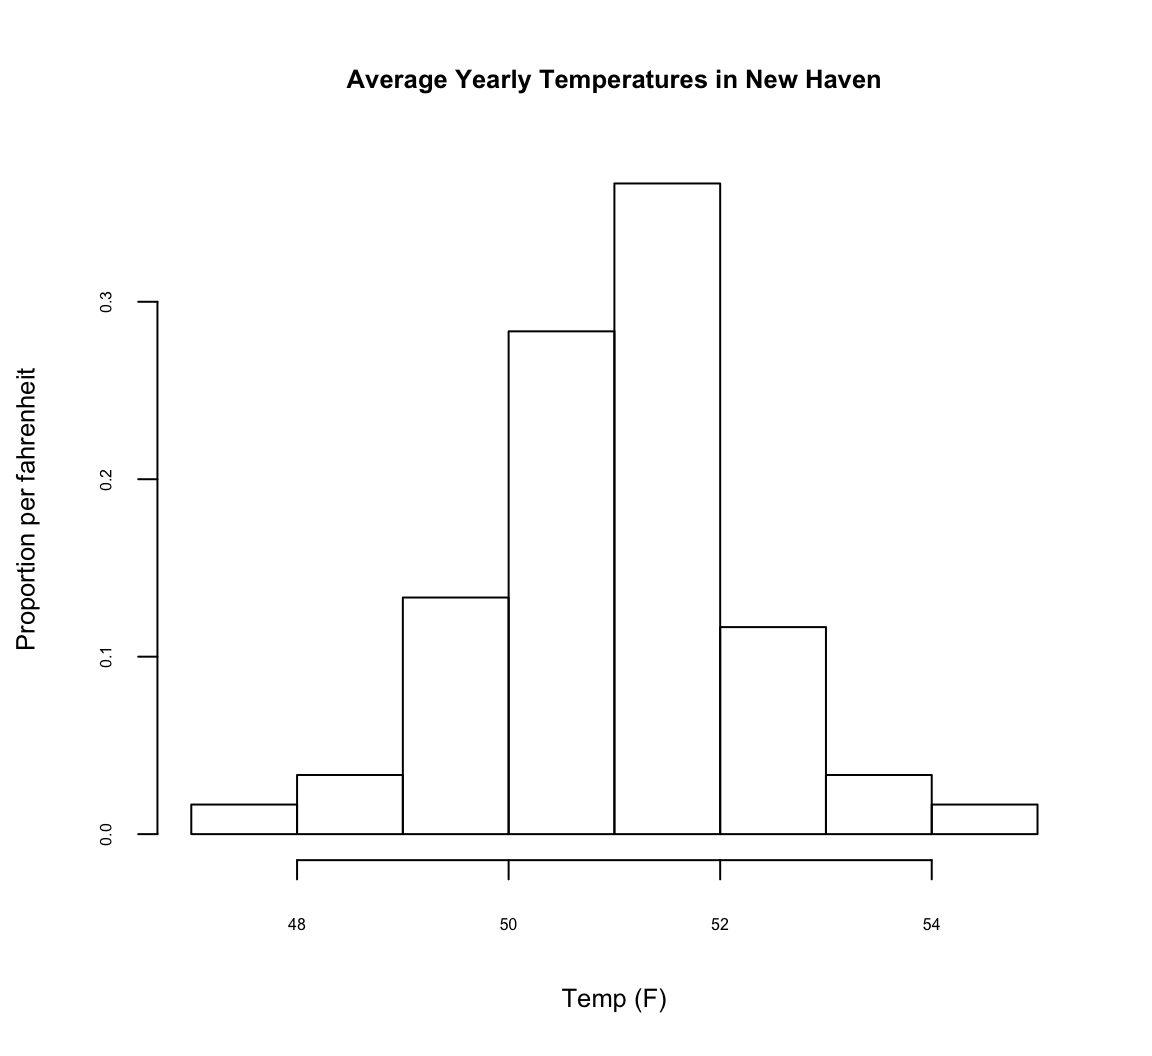 Average Yearly Temperatures in New Haven
Proportion per fahrenheit
0.3
0.2
0.1
0.0
48 50 52 54
Temp (F)